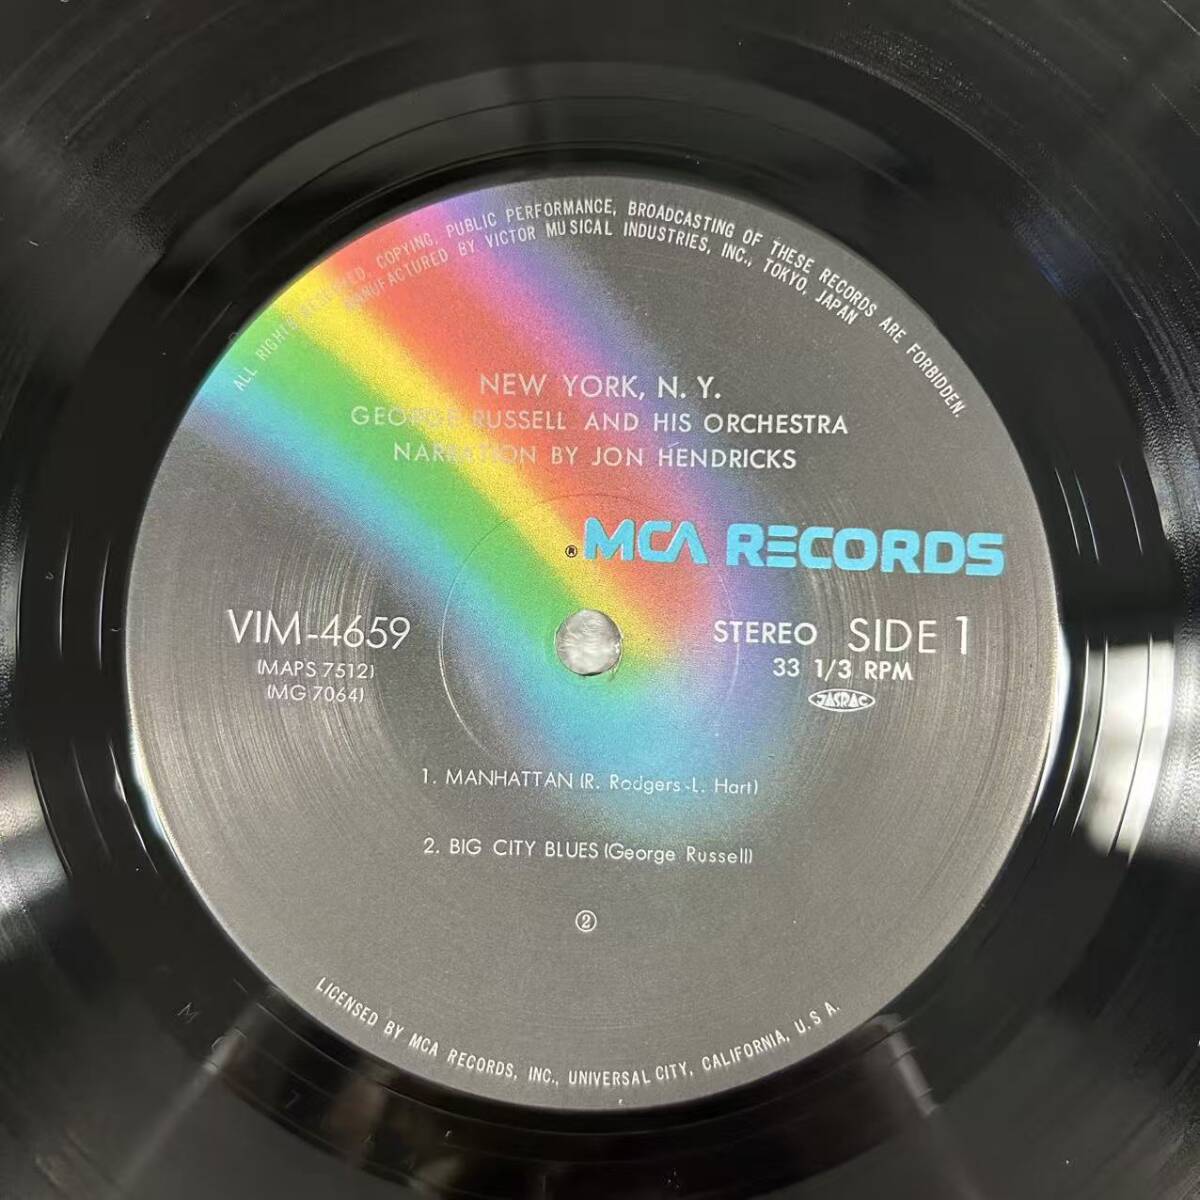 ALL RIGHTS RESERVED. COPYING, PUBLIC PERFORMANCE, BROADCASTING OF THESE RECORDS ARE FORBIDDEN.
MANUFACTURED BY VICTOR MUSICAL INDUSTRIES, INC., TOKYO, JAPAN
NEW YORK, N. Y.
GEORGE RUSSELL AND HIS ORCHESTRA
NARRATION BY JON HENDRICKS
® MCA RECORDS
VIM-4659
(MAPS 7512)
(MG 7064)
STEREO SIDE 1
33 1/3 RPM
JASRAC
1. MANHATTAN (R. Rodgers-L. Hart)
2. BIG CITY BLUES (George Russell)
②
LICENSED BY MCA RECORDS, INC., UNIVERSAL CITY, CALIFORNIA, U.S.A.